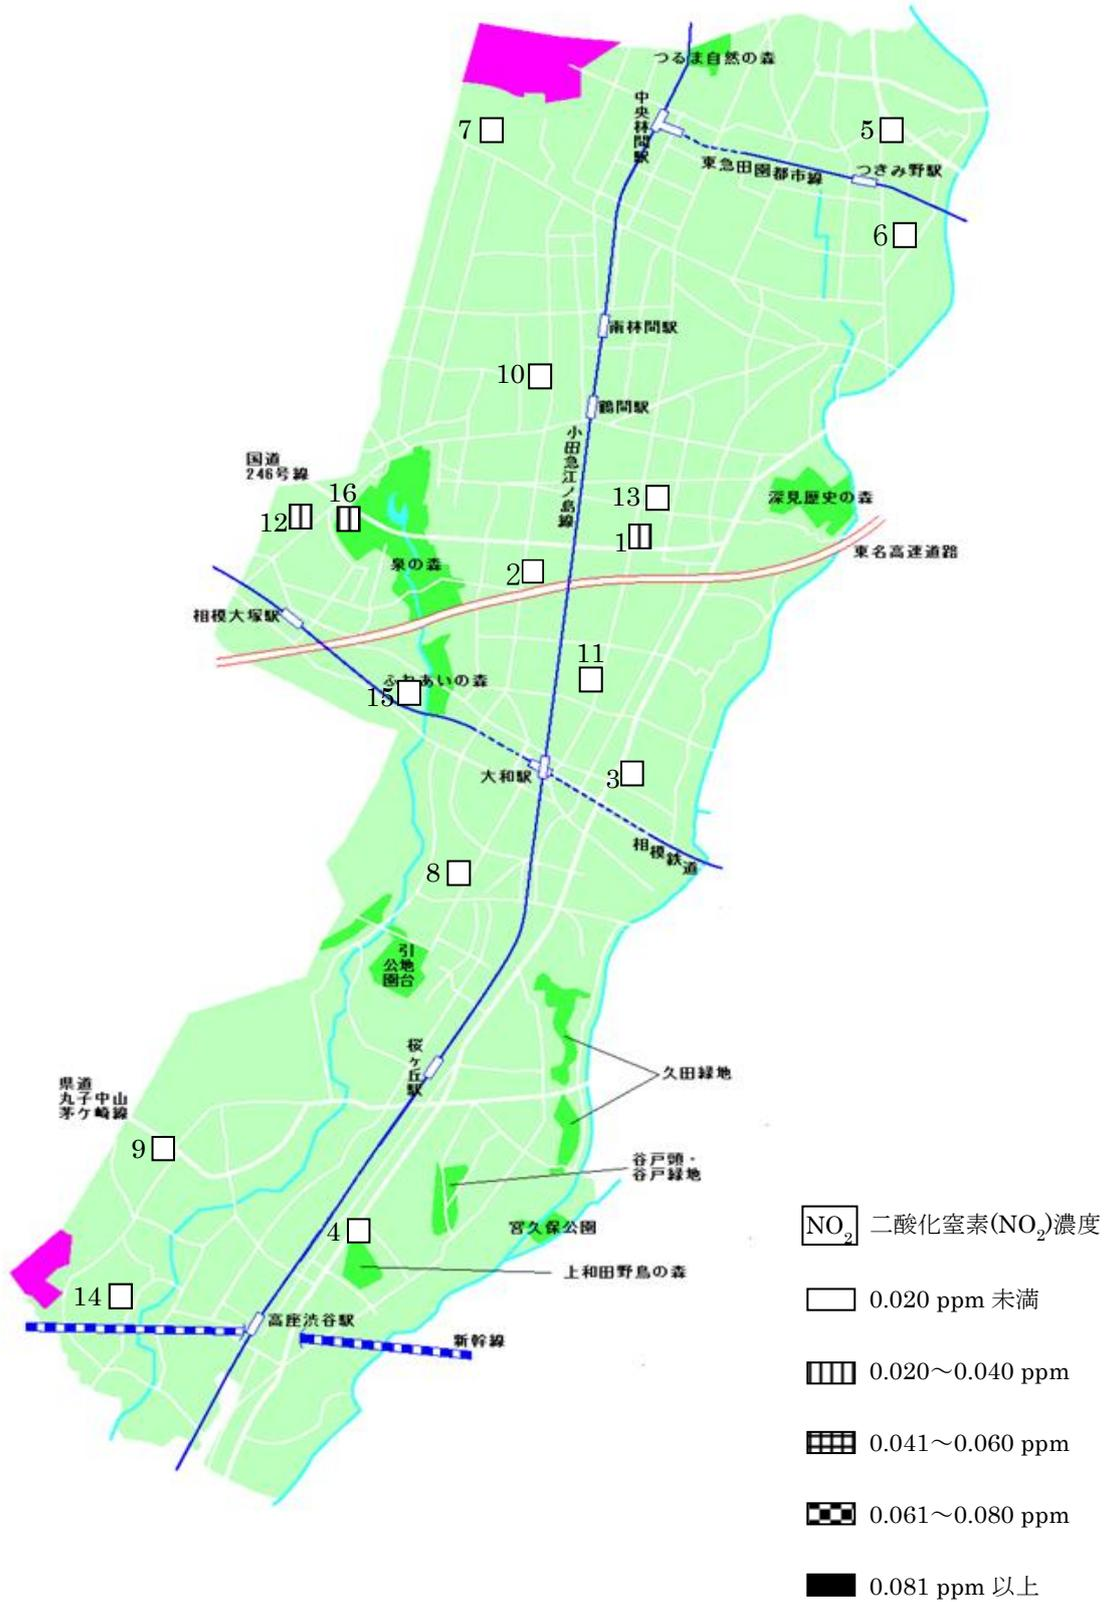 つるま自然の森
中央林間駅
7
5
東急田園都市線
つきみ野駅
6
南林間駅
10
鶴間駅
小田急江ノ島線
国道
246号線
16
12
13
深見歴史の森
1
東名高速道路
泉の森
2
相模大塚駅
11
ふれあいの森
15
大和駅
3
相模鉄道
8
引地台
公園
桜ヶ丘駅
久田緑地
県道
丸子中山
茅ケ崎線
9
谷戸頭・
谷戸緑地
4
宮久保公園
上和田野鳥の森
14
高座渋谷駅
新幹線
NO₂ 二酸化窒素(NO₂)濃度
0.020 ppm 未満
0.020～0.040 ppm
0.041～0.060 ppm
0.061～0.080 ppm
0.081 ppm 以上